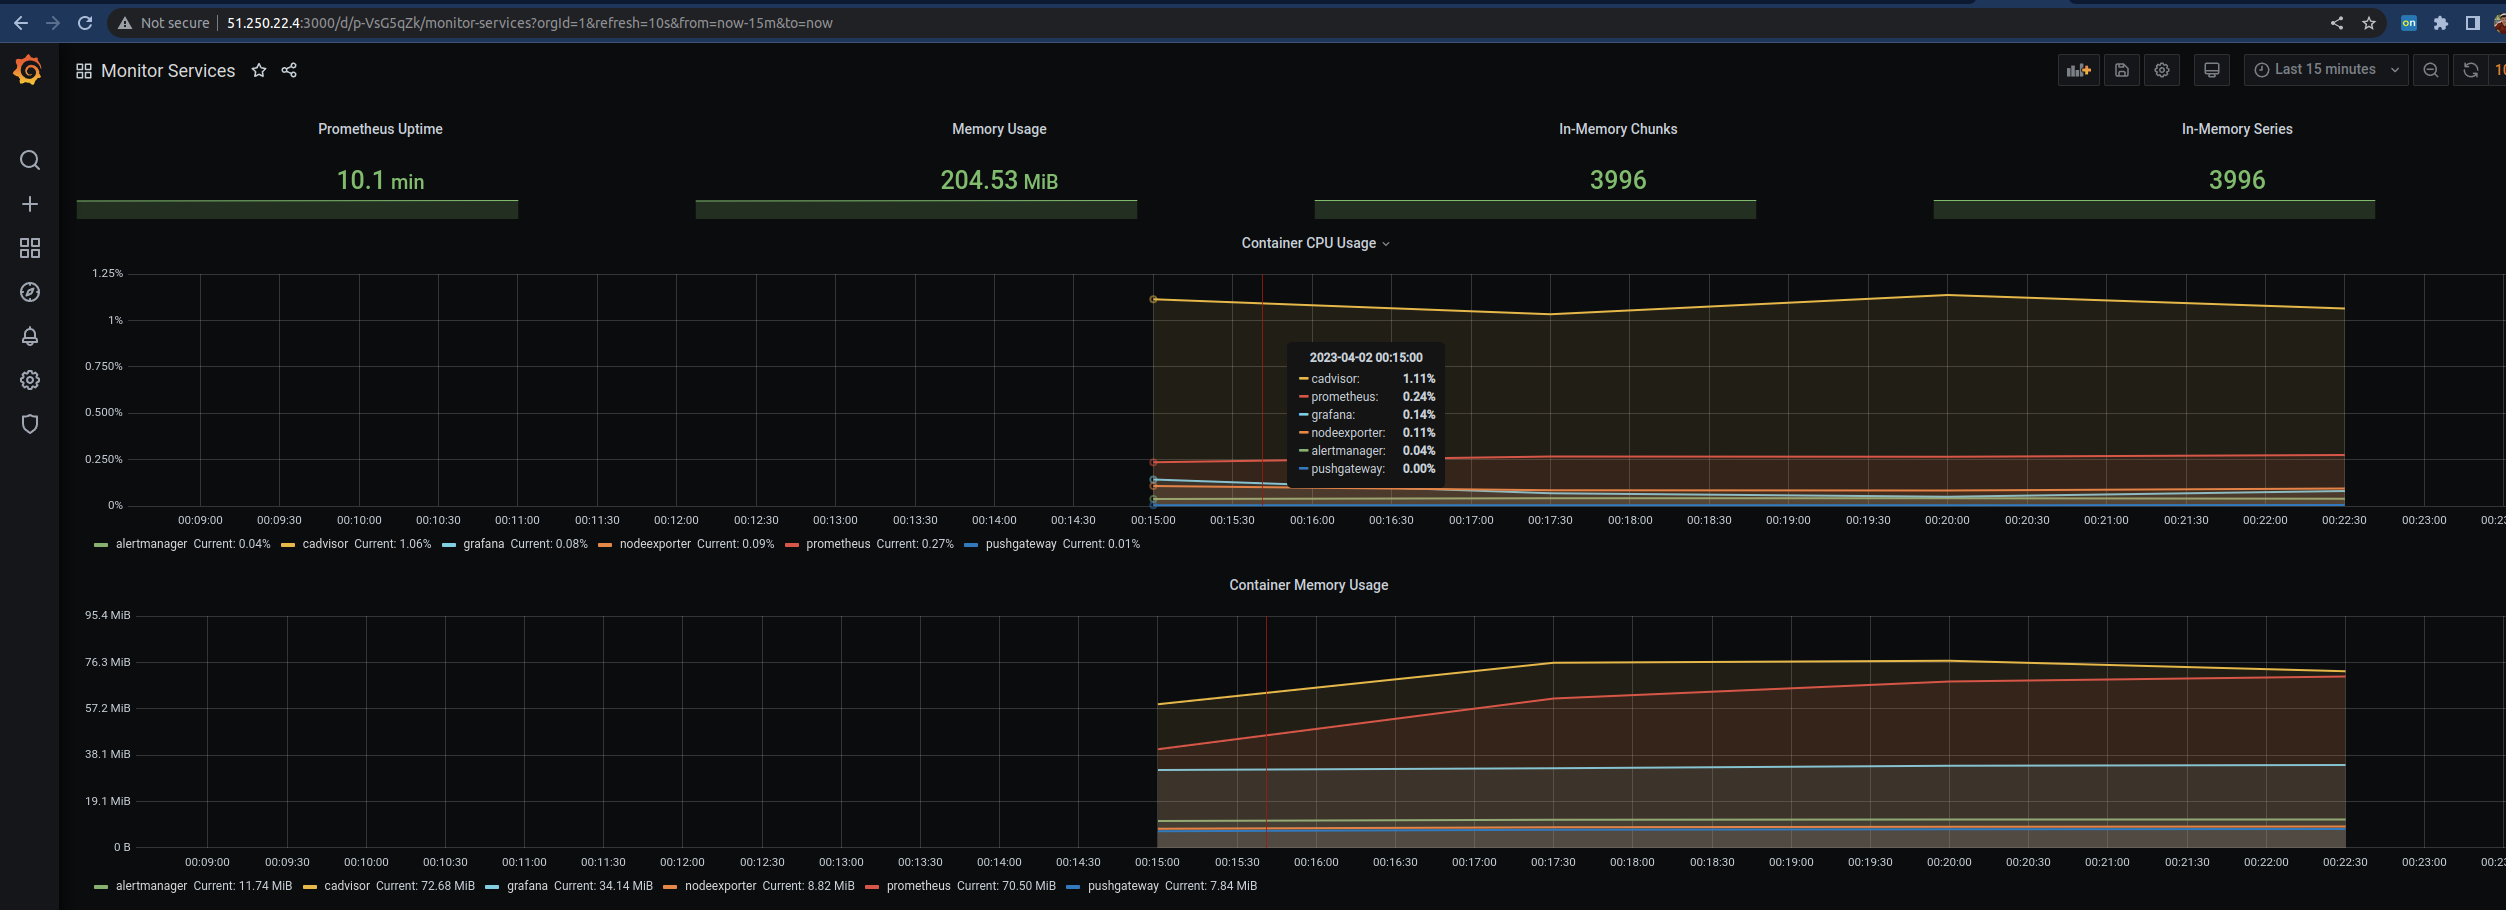 Not secure | 51.250.22.4:3000/d/p-VsG5qZk/monitor-services?orgId=1&refresh=10s&from=now-15m&to=now
on
Monitor Services
Last 15 minutes
Prometheus Uptime Memory Usage In-Memory Chunks In-Memory Series
10.1 min 204.53 MiB 3996 3996
Container CPU Usage
1.25%
1%
0.750%
0.500%
0.250%
0%
2023-04-02 00:15:00
cadvisor: 1.11%
prometheus: 0.24%
grafana: 0.14%
nodeexporter: 0.11%
alertmanager: 0.04%
pushgateway: 0.00%
00:09:00 00:09:30 00:10:00 00:10:30 00:11:00 00:11:30 00:12:00 00:12:30 00:13:00 00:13:30 00:14:00 00:14:30 00:15:00 00:15:30 00:16:00 00:16:30 00:17:00 00:17:30 00:18:00 00:18:30 00:19:00 00:19:30 00:20:00 00:20:30 00:21:00 00:21:30 00:22:00 00:22:30 00:23:00
alertmanager Current: 0.04% cadvisor Current: 1.06% grafana Current: 0.08% nodeexporter Current: 0.09% prometheus Current: 0.27% pushgateway Current: 0.01%
Container Memory Usage
95.4 MiB
76.3 MiB
57.2 MiB
38.1 MiB
19.1 MiB
0 B
00:09:00 00:09:30 00:10:00 00:10:30 00:11:00 00:11:30 00:12:00 00:12:30 00:13:00 00:13:30 00:14:00 00:14:30 00:15:00 00:15:30 00:16:00 00:16:30 00:17:00 00:17:30 00:18:00 00:18:30 00:19:00 00:19:30 00:20:00 00:20:30 00:21:00 00:21:30 00:22:00 00:22:30 00:23:00
alertmanager Current: 11.74 MiB cadvisor Current: 72.68 MiB grafana Current: 34.14 MiB nodeexporter Current: 8.82 MiB prometheus Current: 70.50 MiB pushgateway Current: 7.84 MiB